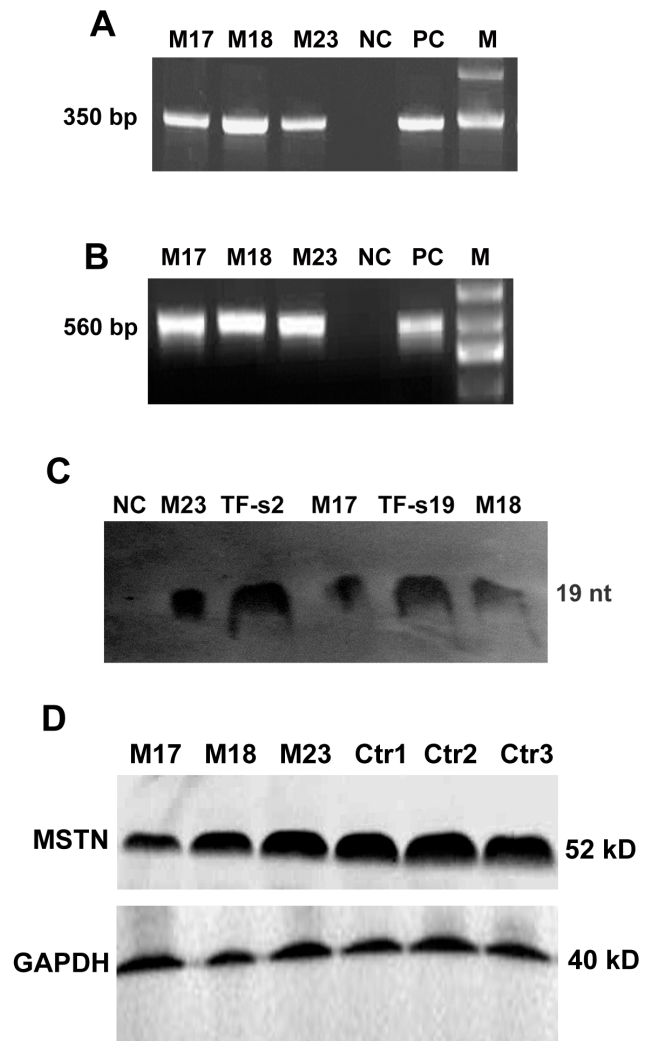 A
M17 M18 M23 NC PC M
350 bp
B
M17 M18 M23 NC PC M
560 bp
C
NC M23 TF-s2 M17 TF-s19 M18
19 nt
D
M17 M18 M23 Ctr1 Ctr2 Ctr3
MSTN 52 kD
GAPDH 40 kD